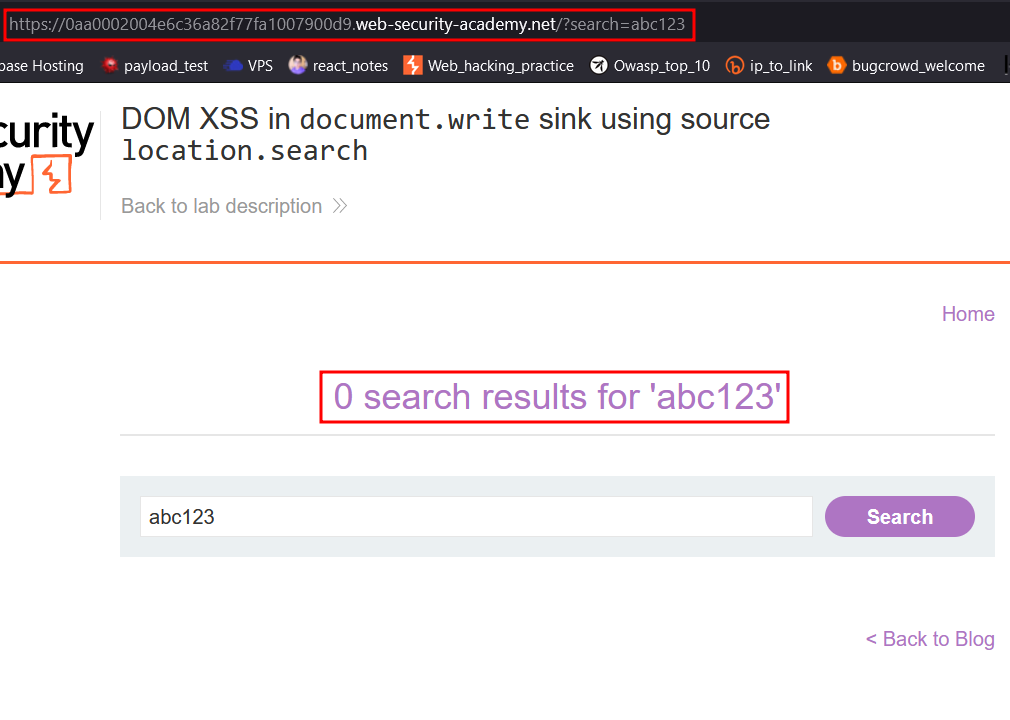 https://0aa0002004e6c36a82f77fa1007900d9.web-security-academy.net/?search=abc123
base Hosting payload_test VPS react_notes Web_hacking_practice Owasp_top_10 ip_to_link bugcrowd_welcome
curity
DOM XSS in document.write sink using source
location.search
y
Back to lab description
Home
0 search results for 'abc123'
abc123 Search
< Back to Blog